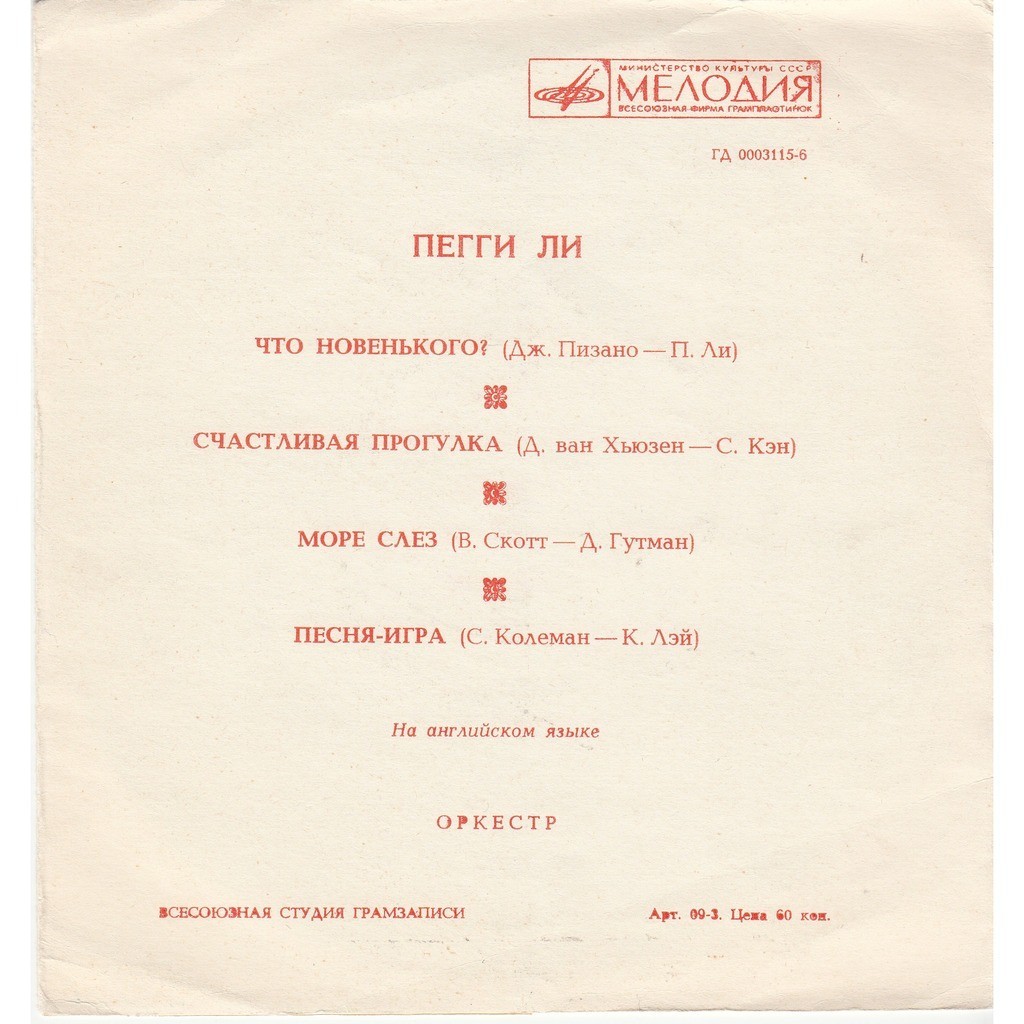 МИНИСТЕРСТВО КУЛЬТУРЫ СССР
МЕЛОДИЯ
ВСЕСОЮЗНАЯ ФИРМА ГРАМПЛАСТИНОК
ГД 0003115-6
ПЕГГИ ЛИ
ЧТО НОВЕНЬКОГО? (Дж. Пизано — П. Ли)
СЧАСТЛИВАЯ ПРОГУЛКА (Д. ван Хьюзен — С. Кэн)
МОРЕ СЛЕЗ (В. Скотт — Д. Гутман)
ПЕСНЯ-ИГРА (С. Колеман — К. Лэй)
На английском языке
ОРКЕСТР
ВСЕСОЮЗНАЯ СТУДИЯ ГРАМЗАПИСИ
Арт. 09-3. Цена 60 коп.